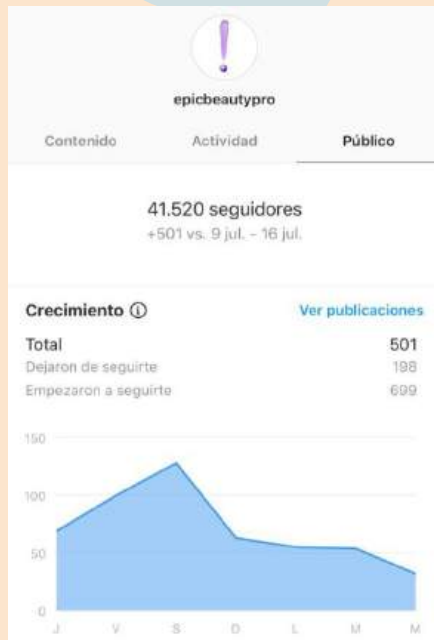 epicbeautypro
Contenido Actividad Público
41.520 seguidores
+501 vs. 9 jul. - 16 jul.
Crecimiento Ver publicaciones
Total 501
Dejaron de seguirte 198
Empezaron a seguirte 699
150
100
50
0
J V S D L M M